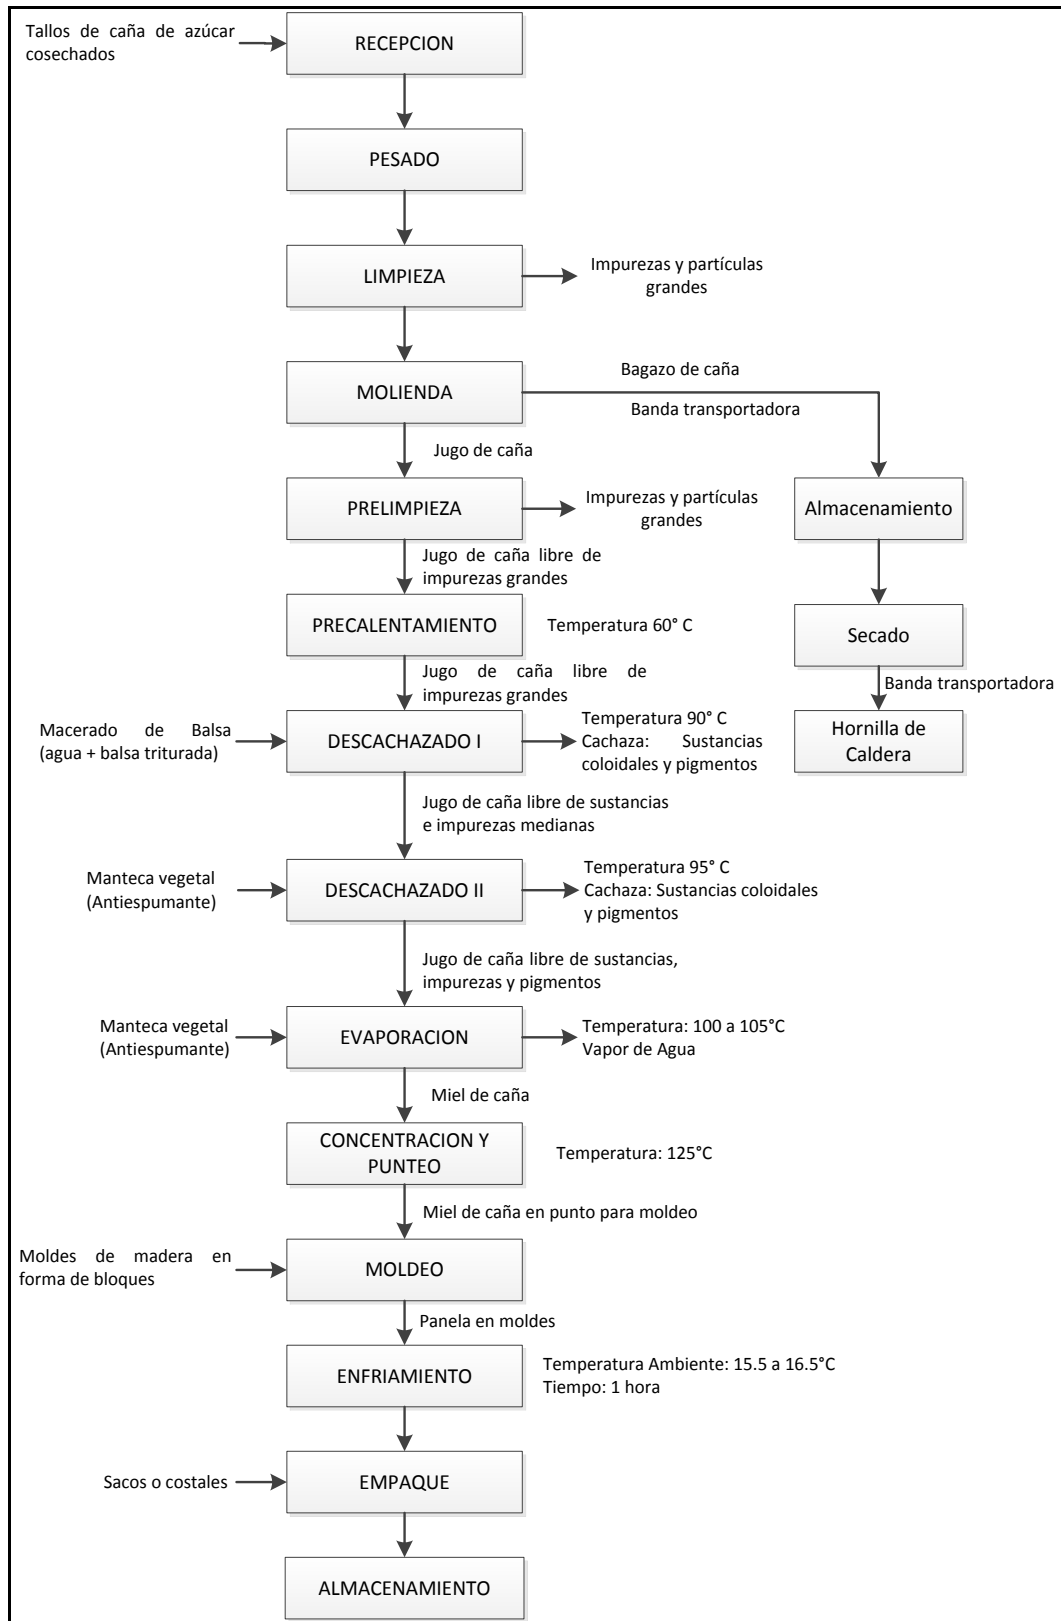 Tallos de caña de azúcar
cosechados
RECEPCION
PESADO
LIMPIEZA
Impurezas y partículas
grandes
MOLIENDA
Bagazo de caña
Banda transportadora
Jugo de caña
PRELIMPIEZA
Impurezas y partículas
grandes
Almacenamiento
Jugo de caña libre de
impurezas grandes
PRECALENTAMIENTO
Temperatura 60° C
Secado
Jugo de caña libre de
impurezas grandes
Banda transportadora
Macerado de Balsa
(agua + balsa triturada)
DESCACHAZADO I
Temperatura 90° C
Cachaza: Sustancias
coloidales y pigmentos
Hornilla de
Caldera
Jugo de caña libre de sustancias
e impurezas medianas
Manteca vegetal
(Antiespumante)
DESCACHAZADO II
Temperatura 95° C
Cachaza: Sustancias coloidales
y pigmentos
Jugo de caña libre de sustancias,
impurezas y pigmentos
Manteca vegetal
(Antiespumante)
EVAPORACION
Temperatura: 100 a 105°C
Vapor de Agua
Miel de caña
CONCENTRACION Y
PUNTEO
Temperatura: 125°C
Miel de caña en punto para moldeo
Moldes de madera en
forma de bloques
MOLDEO
Panela en moldes
ENFRIAMIENTO
Temperatura Ambiente: 15.5 a 16.5°C
Tiempo: 1 hora
Sacos o costales
EMPAQUE
ALMACENAMIENTO